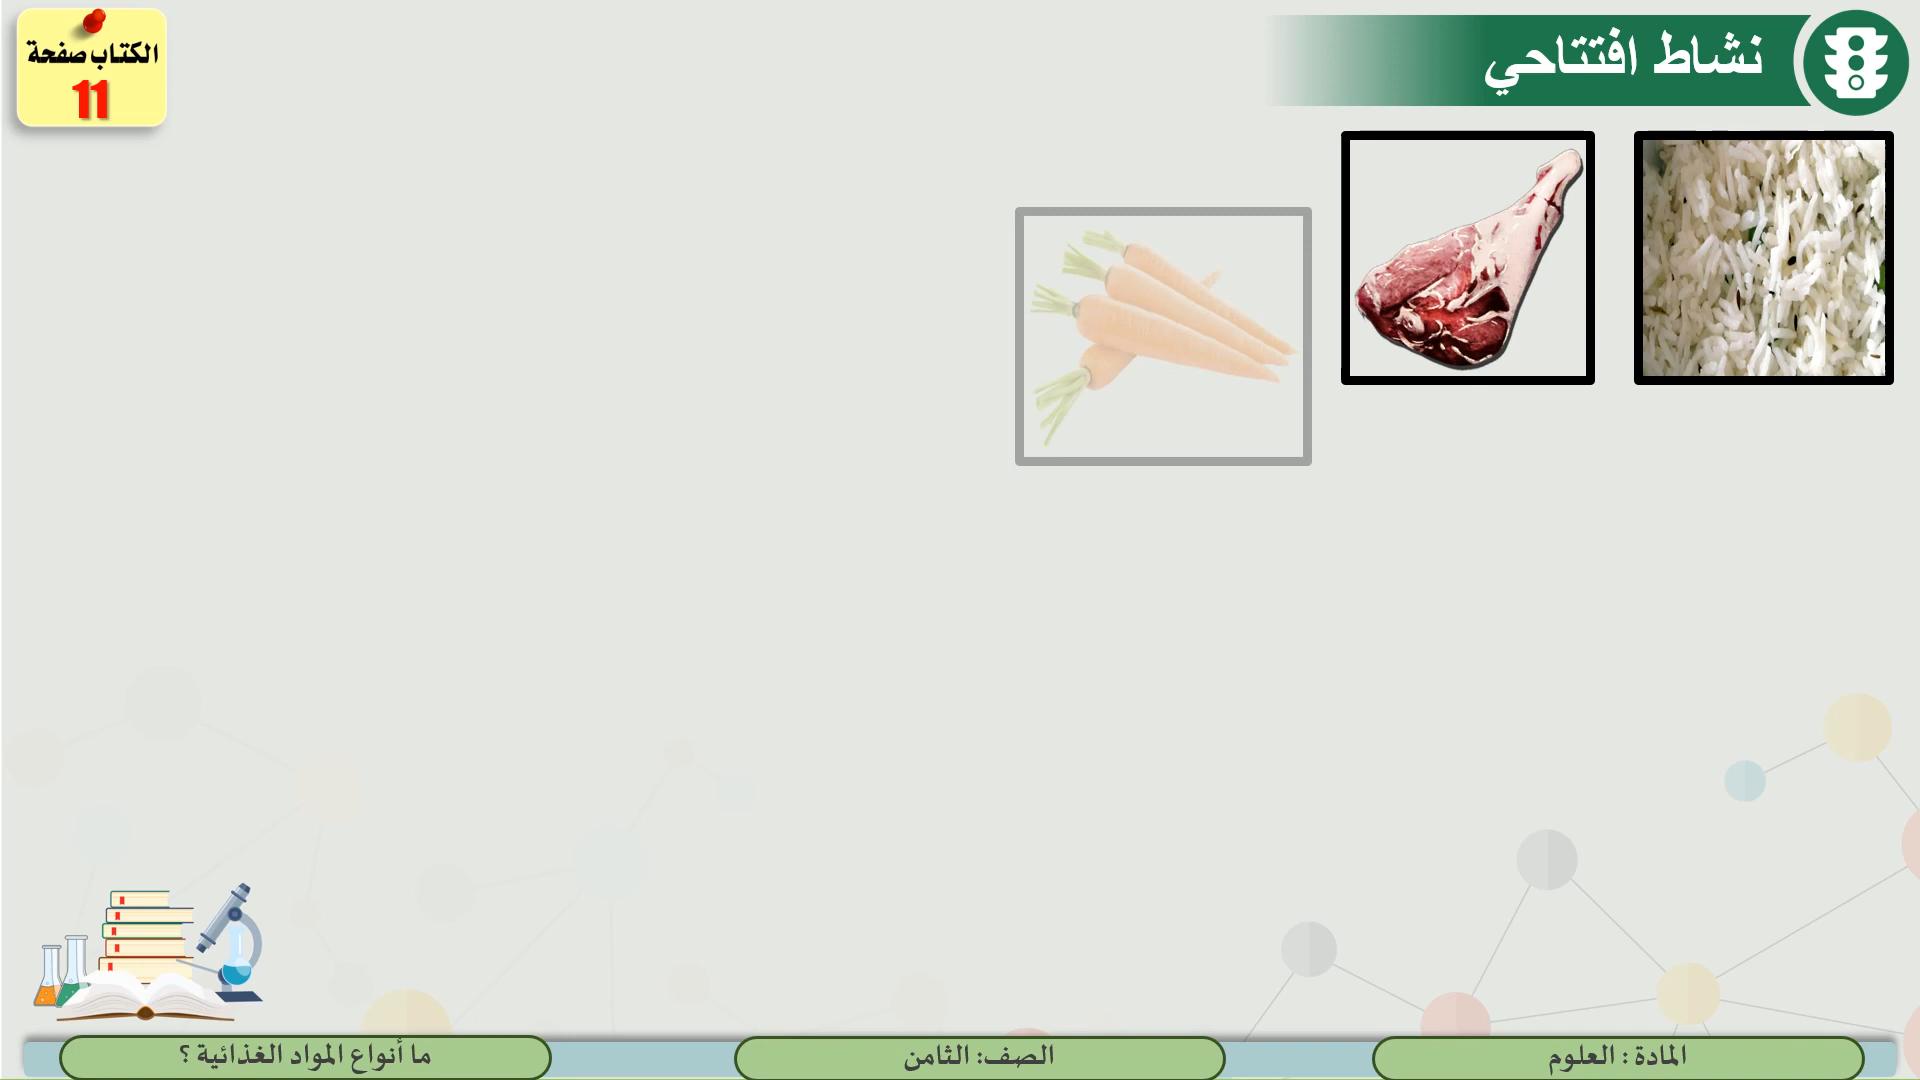 نشاط افتتاحي
الكتاب صفحة
11
المادة : العلوم
الصف: الثامن
ما أنواع المواد الغذائية ؟